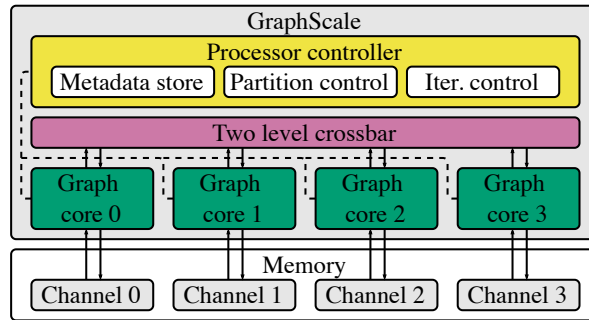 GraphScale
Processor controller
Metadata store Partition control Iter. control
Two level crossbar
Graph core 0
Graph core 1
Graph core 2
Graph core 3
Memory
Channel 0 Channel 1 Channel 2 Channel 3